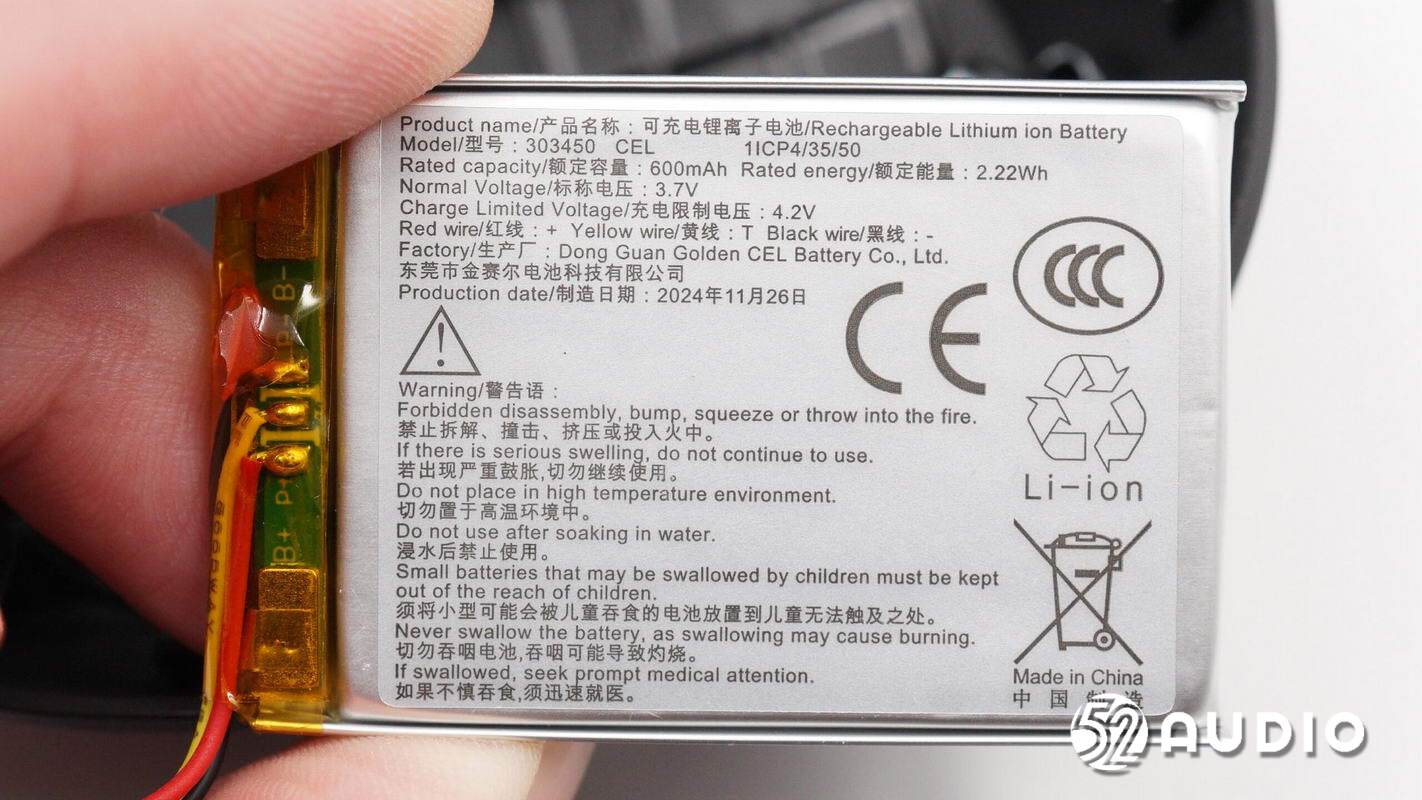 Product name/产品名称：可充电锂离子电池/Rechargeable Lithium ion Battery
Model/型号：303450 CEL 1ICP4/35/50
Rated capacity/额定容量：600mAh Rated energy/额定能量：2.22Wh
Normal Voltage/标称电压：3.7V
Charge Limited Voltage/充电限制电压：4.2V
Red wire/红线：+ Yellow wire/黄线：T Black wire/黑线：-
Factory/生产厂：Dong Guan Golden CEL Battery Co., Ltd.
东莞市金赛尔电池科技有限公司
Production date/制造日期：2024年11月26日
CCC
CE
Warning/警告语：
Forbidden disassembly, bump, squeeze or throw into the fire.
禁止拆解、撞击、挤压或投入火中。
If there is serious swelling, do not continue to use.
若出现严重鼓胀,切勿继续使用。
Do not place in high temperature environment.
切勿置于高温环境中。
Do not use after soaking in water.
浸水后禁止使用。
Small batteries that may be swallowed by children must be kept
out of the reach of children.
须将小型可能会被儿童吞食的电池放置到儿童无法触及之处。
Never swallow the battery, as swallowing may cause burning.
切勿吞咽电池,吞咽可能导致灼烧。
If swallowed, seek prompt medical attention.
如果不慎吞食,须迅速就医。
Li-ion
Made in China
中国制造
B-
P-
P+
B+
52 AUDIO